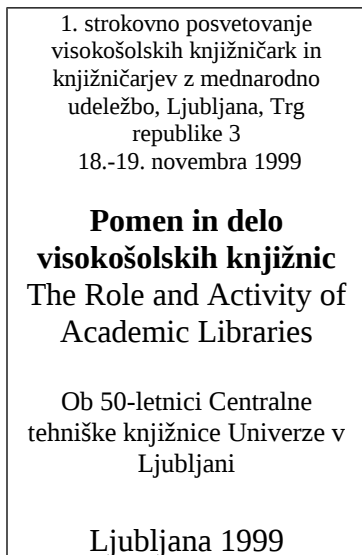 1. strokovno posvetovanje
visokošolskih knjižničark in
knjižničarjev z mednarodno
udeležbo, Ljubljana, Trg
republike 3
18.-19. novembra 1999
Pomen in delo
visokošolskih knjižnic
The Role and Activity of
Academic Libraries
Ob 50-letnici Centralne
tehniške knjižnice Univerze v
Ljubljani
Ljubljana 1999